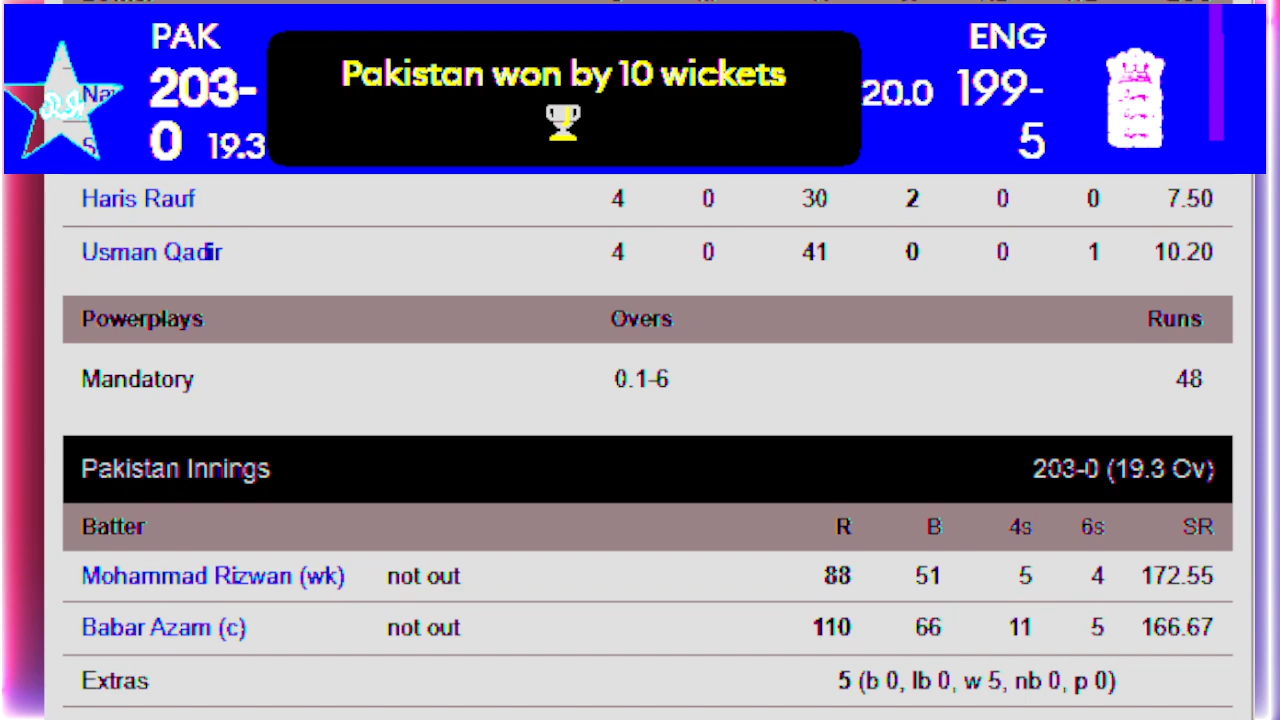 PAK
203-
0 19.3
Pakistan won by 10 wickets
20.0
ENG
199-
5
Haris Rauf 4 0 30 2 0 0 7.50
Usman Qadir 4 0 41 0 0 1 10.20
Powerplays Overs Runs
Mandatory 0.1-6 48
Pakistan Innings 203-0 (19.3 Ov)
Batter R B 4s 6s SR
Mohammad Rizwan (wk) not out 88 51 5 4 172.55
Babar Azam (c) not out 110 66 11 5 166.67
Extras 5 (b 0, lb 0, w 5, nb 0, p 0)